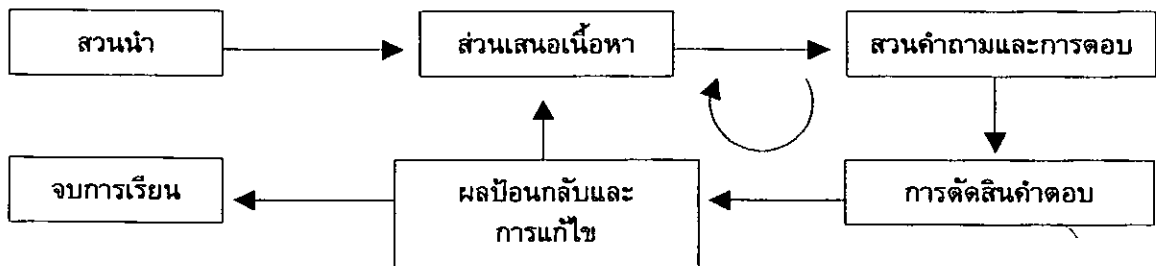 สวนนำ
ส่วนเสนอเนื้อหา
สวนคำถามและการตอบ
จบการเรียน
ผลป้อนกลับและ
การแก้ไข
การตัดสินคำตอบ